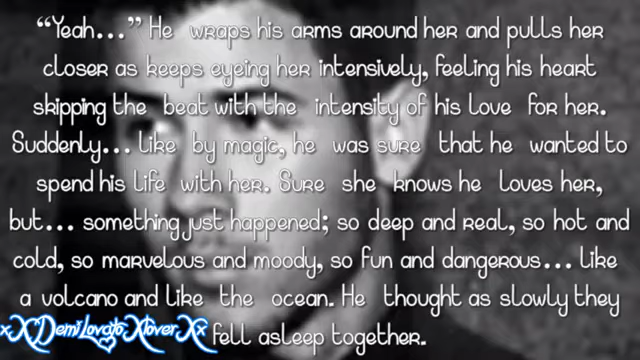 “Yeah...” He wraps his arms around her and pulls her
closer as keeps eyeing her intensively, feeling his heart
skipping the beat with the intensity of his love for her.
Suddenly... like by magic, he was sure that he wanted to
spend his life with her. Sure she knows he loves her,
but... something just happened; so deep and real, so hot and
cold, so marvelous and moody, so fun and dangerous... like
a volcano and like the ocean. He thought as slowly they
fell asleep together.
xX DemiLovatoXlover Xx